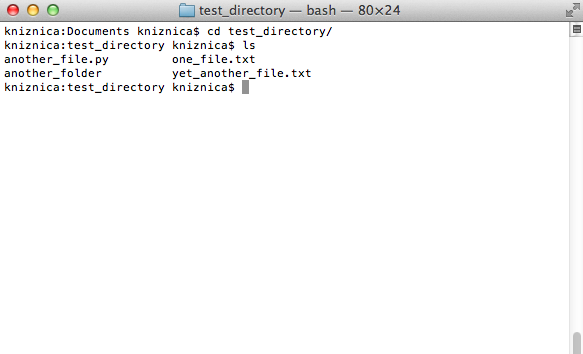 test_directory — bash — 80×24
kniznica:Documents kniznica$ cd test_directory/
kniznica:test_directory kniznica$ ls
another_file.py         one_file.txt
another_folder          yet_another_file.txt
kniznica:test_directory kniznica$